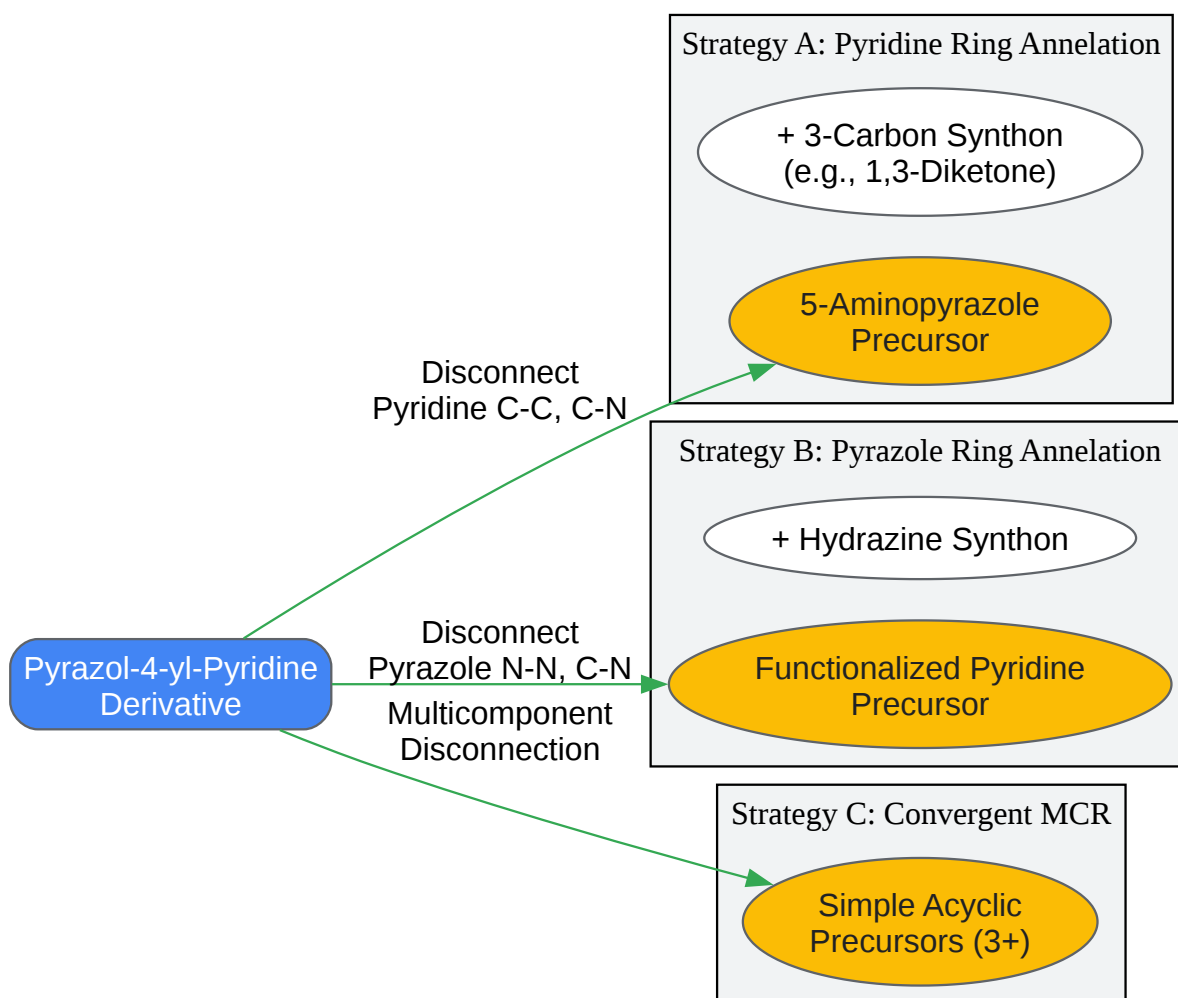 Strategy A: Pyridine Ring Annelation
+ 3-Carbon Synthon
(e.g., 1,3-Diketone)
5-Aminopyrazole
Precursor
Disconnect
Pyridine C-C, C-N
Strategy B: Pyrazole Ring Annelation
+ Hydrazine Synthon
Disconnect
Pyrazole N-N, C-N
Functionalized Pyridine
Precursor
Pyrazol-4-yl-Pyridine
Derivative
Multicomponent
Disconnection
Strategy C: Convergent MCR
Simple Acyclic
Precursors (3+)